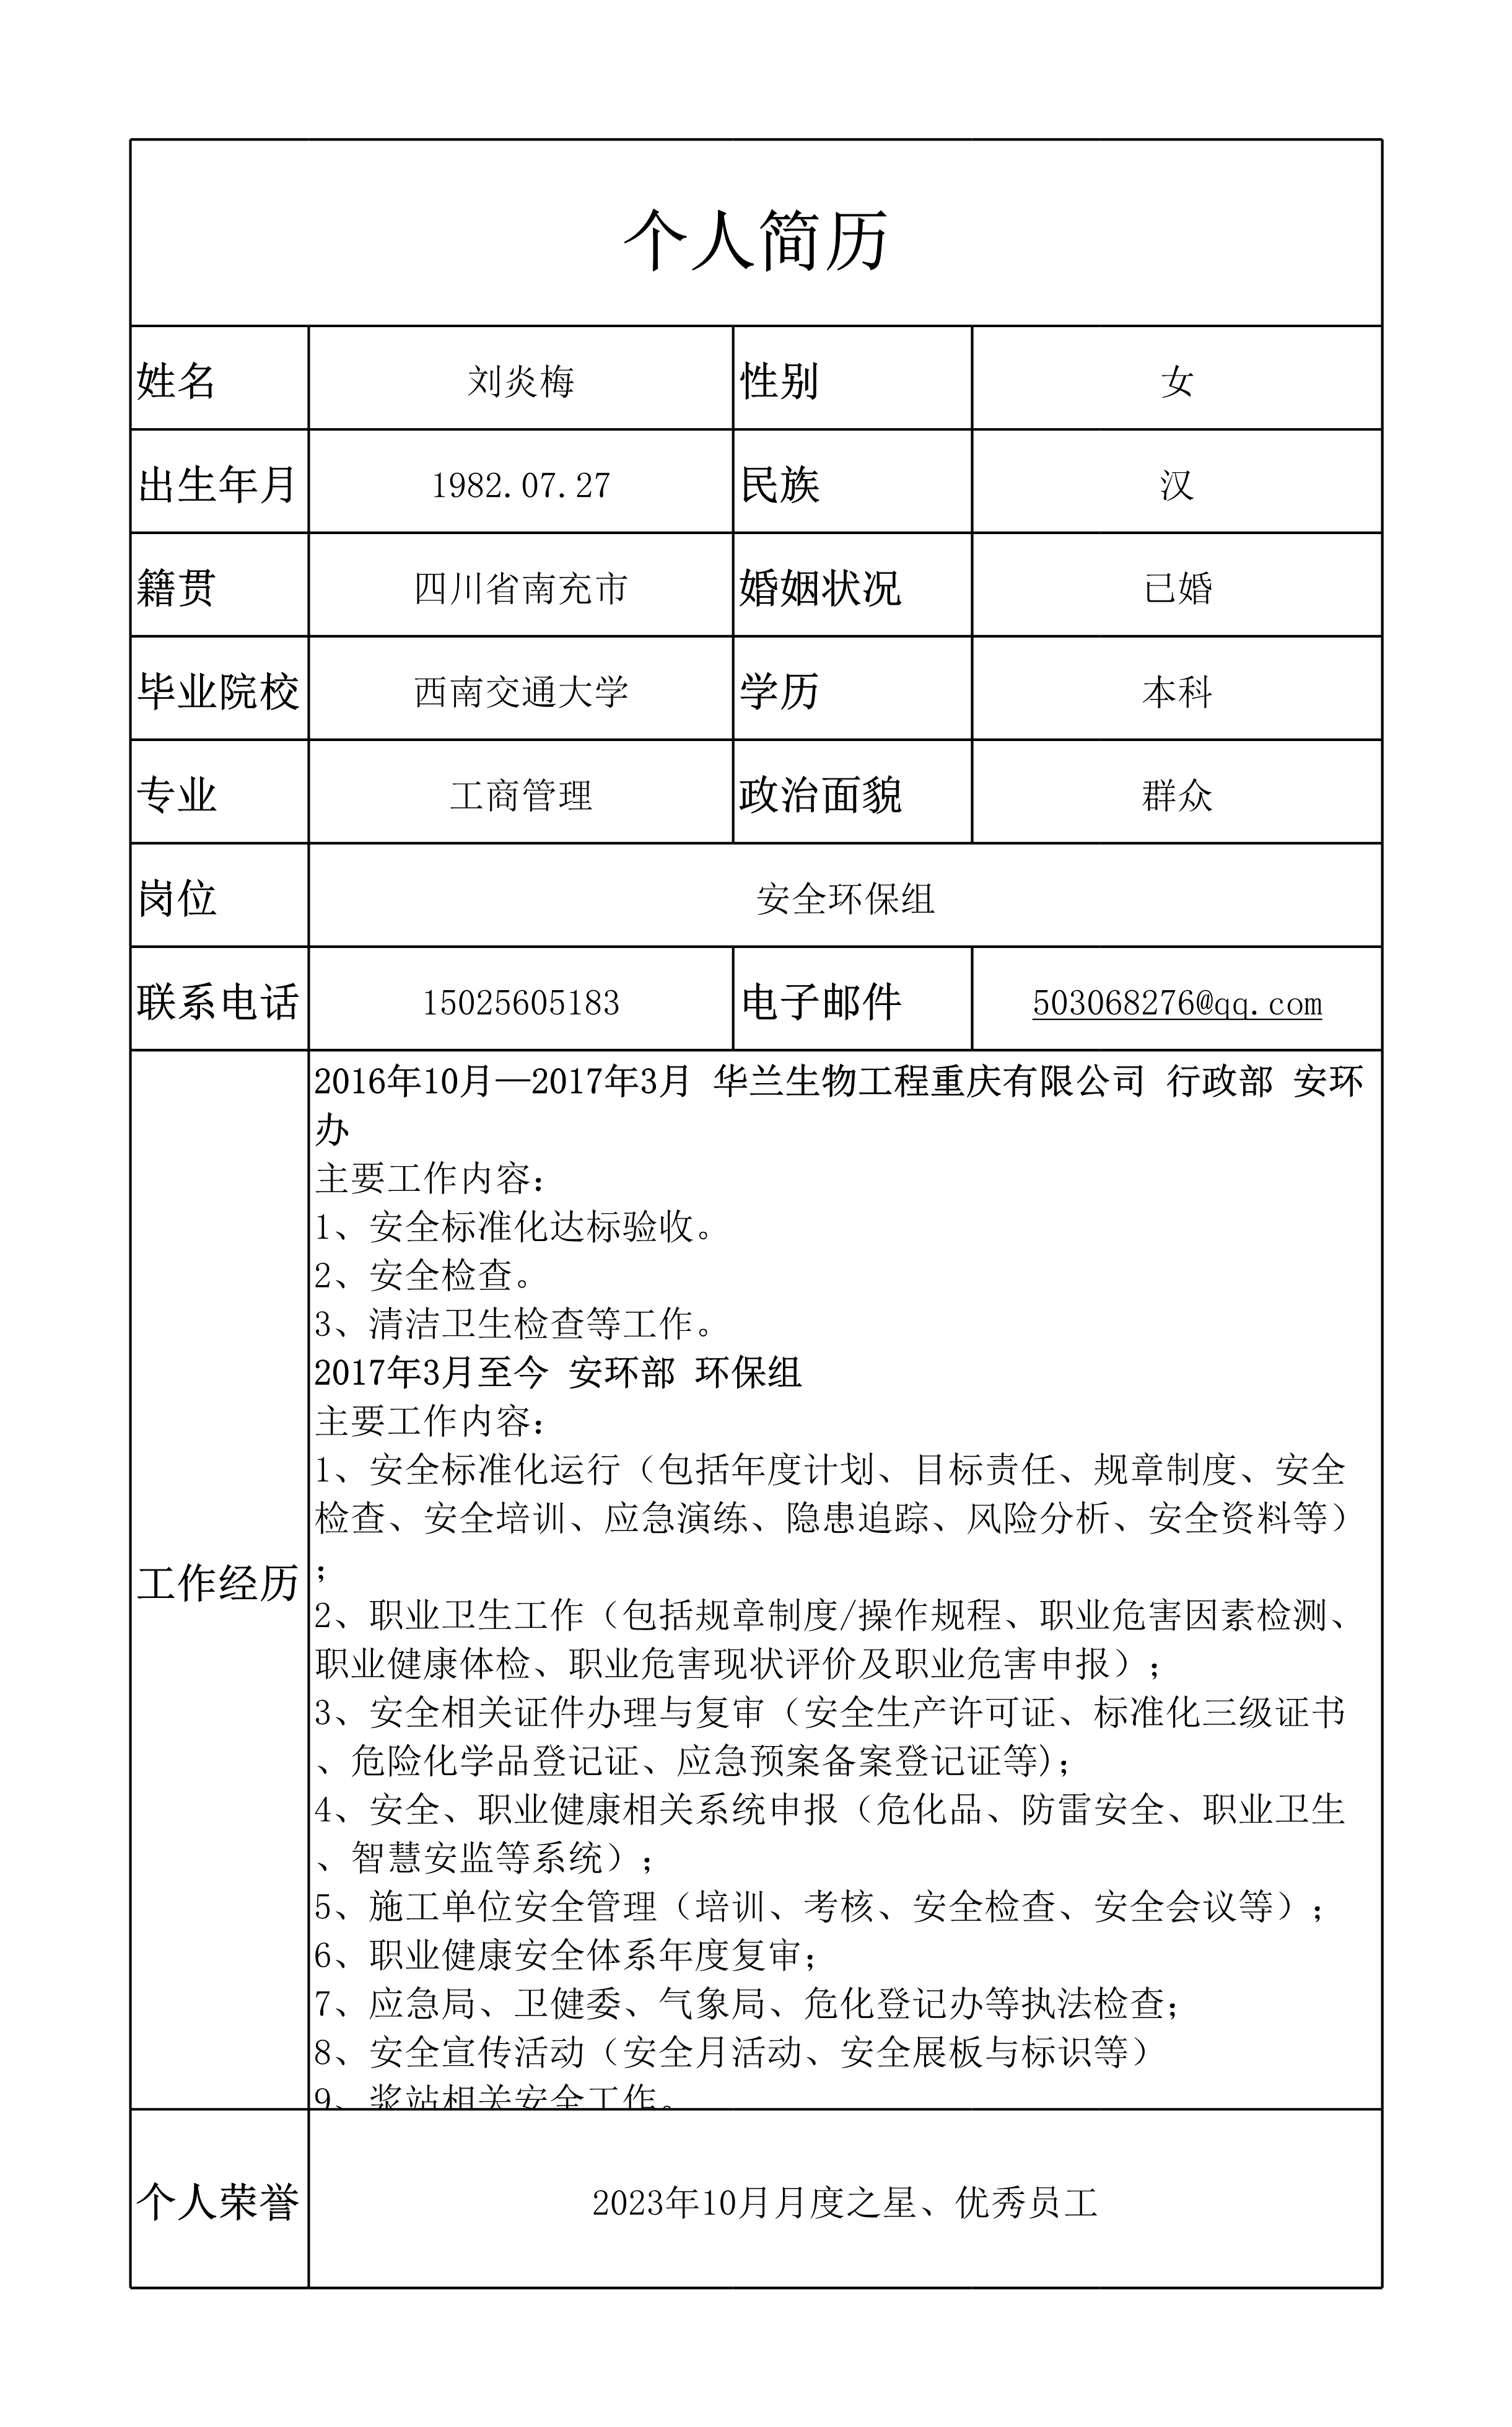 个人简历
姓名 刘炎梅 性别 女
出生年月 1982.07.27 民族 汉
籍贯 四川省南充市 婚姻状况 已婚
毕业院校 西南交通大学 学历 本科
专业 工商管理 政治面貌 群众
岗位 安全环保组
联系电话 15025605183 电子邮件 503068276@qq.com
工作经历
2016年10月—2017年3月 华兰生物工程重庆有限公司 行政部 安环
办
主要工作内容：
1、安全标准化达标验收。
2、安全检查。
3、清洁卫生检查等工作。
2017年3月至今 安环部 环保组
主要工作内容：
1、安全标准化运行（包括年度计划、目标责任、规章制度、安全
检查、安全培训、应急演练、隐患追踪、风险分析、安全资料等）
；
2、职业卫生工作（包括规章制度/操作规程、职业危害因素检测、
职业健康体检、职业危害现状评价及职业危害申报）；
3、安全相关证件办理与复审（安全生产许可证、标准化三级证书
、危险化学品登记证、应急预案备案登记证等)；
4、安全、职业健康相关系统申报（危化品、防雷安全、职业卫生
、智慧安监等系统）；
5、施工单位安全管理（培训、考核、安全检查、安全会议等）；
6、职业健康安全体系年度复审；
7、应急局、卫健委、气象局、危化登记办等执法检查；
8、安全宣传活动（安全月活动、安全展板与标识等）
9、浆站相关安全工作。
个人荣誉 2023年10月月度之星、优秀员工